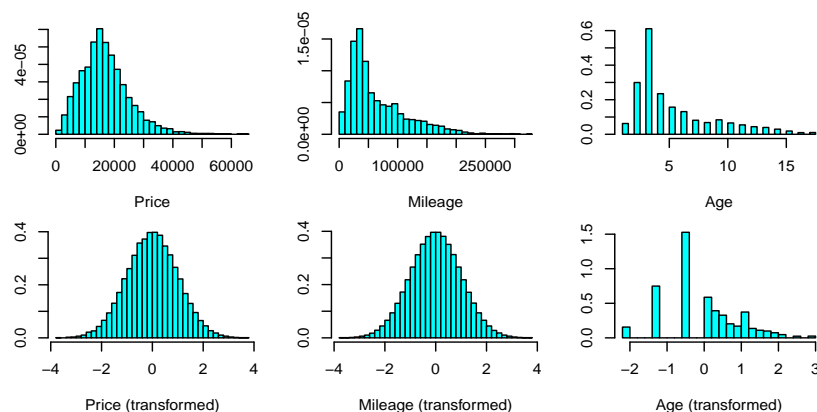 0e+00 4e−05
0 20000 40000 60000
Price
0.0e+00 1.5e−05
0 100000 250000
Mileage
0.0 0.2 0.4 0.6
5 10 15
Age
0.0 0.2 0.4
−4 −2 0 2 4
Price (transformed)
0.0 0.2 0.4
−4 −2 0 2 4
Mileage (transformed)
0.0 0.5 1.0 1.5
−2 −1 0 1 2 3
Age (transformed)